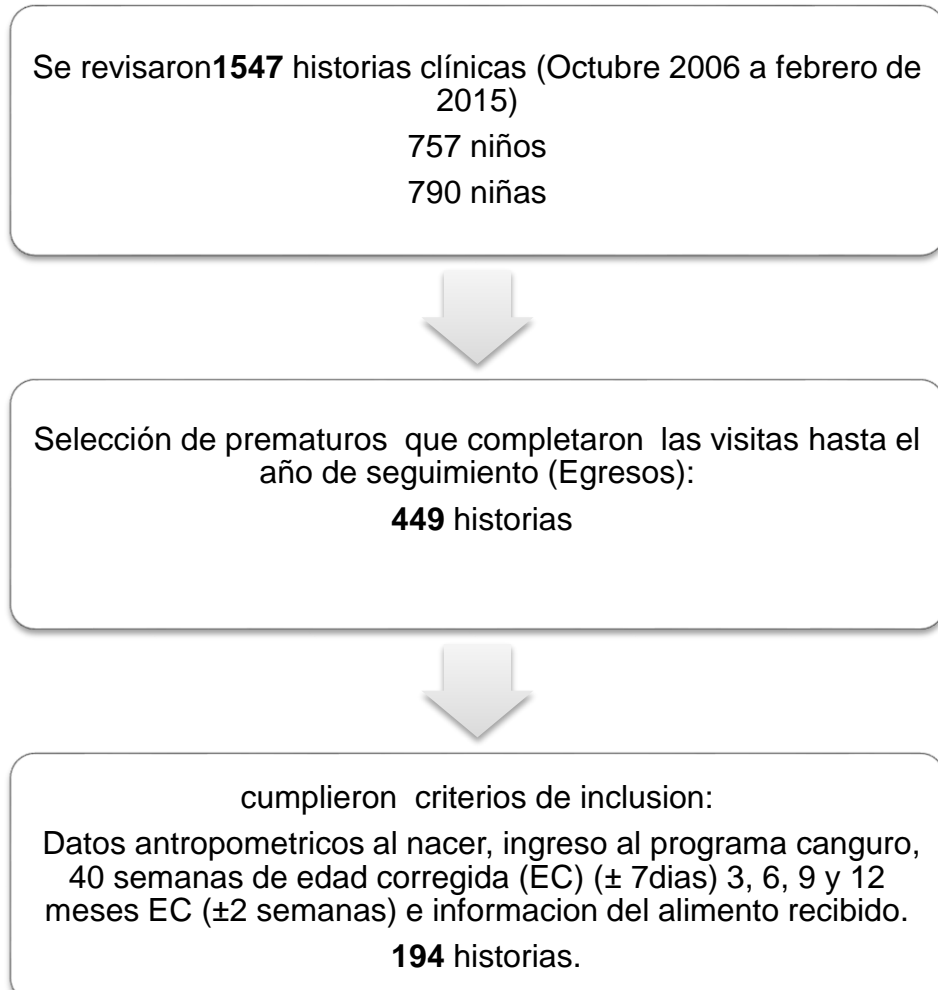 Se revisaron1547 historias clínicas (Octubre 2006 a febrero de
2015)
757 niños
790 niñas
Selección de prematuros que completaron las visitas hasta el
año de seguimiento (Egresos):
449 historias
cumplieron criterios de inclusion:
Datos antropometricos al nacer, ingreso al programa canguro,
40 semanas de edad corregida (EC) (± 7dias) 3, 6, 9 y 12
meses EC (±2 semanas) e informacion del alimento recibido.
194 historias.